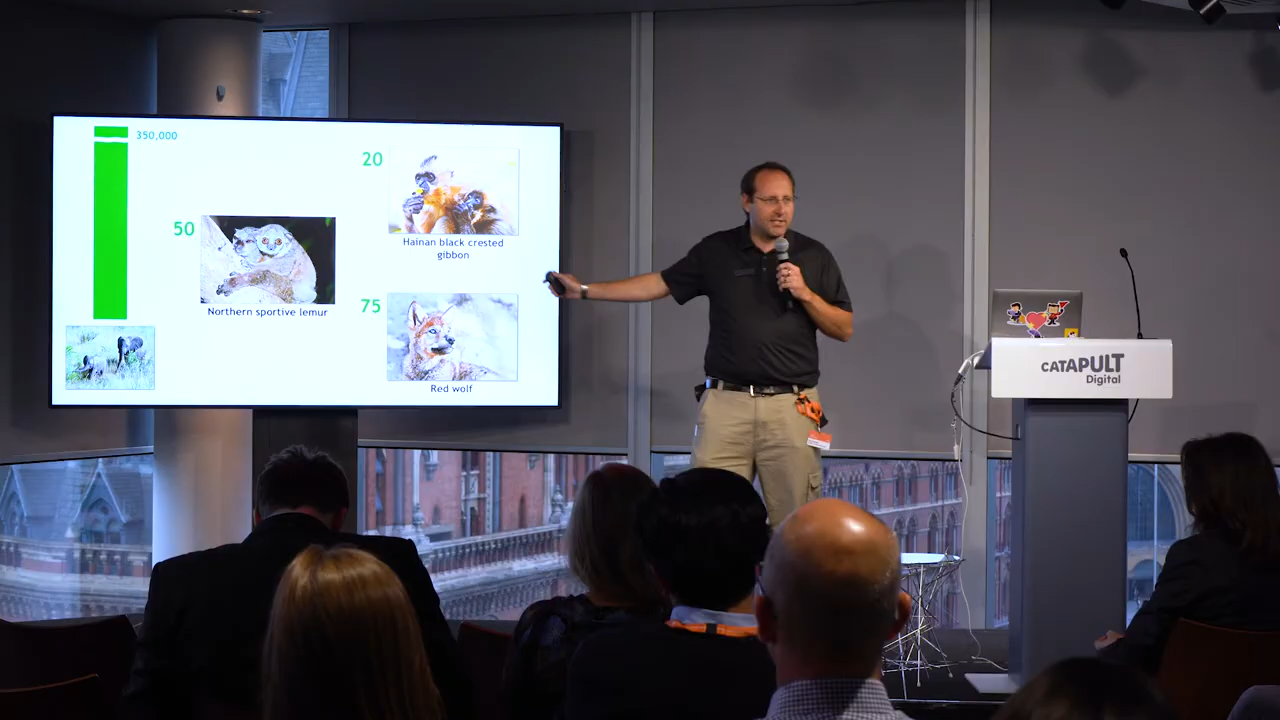 350,000
20
Hainan black crested
gibbon
50
Northern sportive lemur
75
Red wolf
CATAPULT
Digital